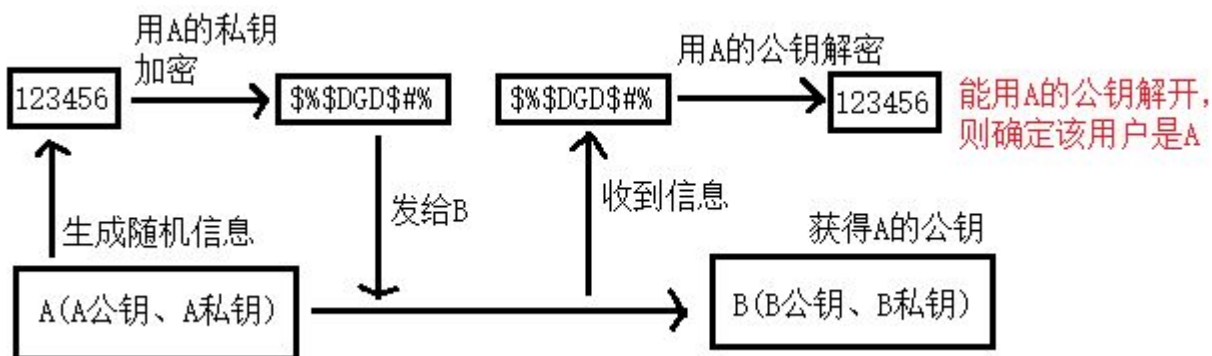 用A的私钥
加密
用A的公钥解密
123456
$%$DGD$#%
$%$DGD$#%
123456
能用A的公钥解开，
则确定该用户是A
生成随机信息
发给B
收到信息
获得A的公钥
A(A公钥、A私钥)
B(B公钥、B私钥)